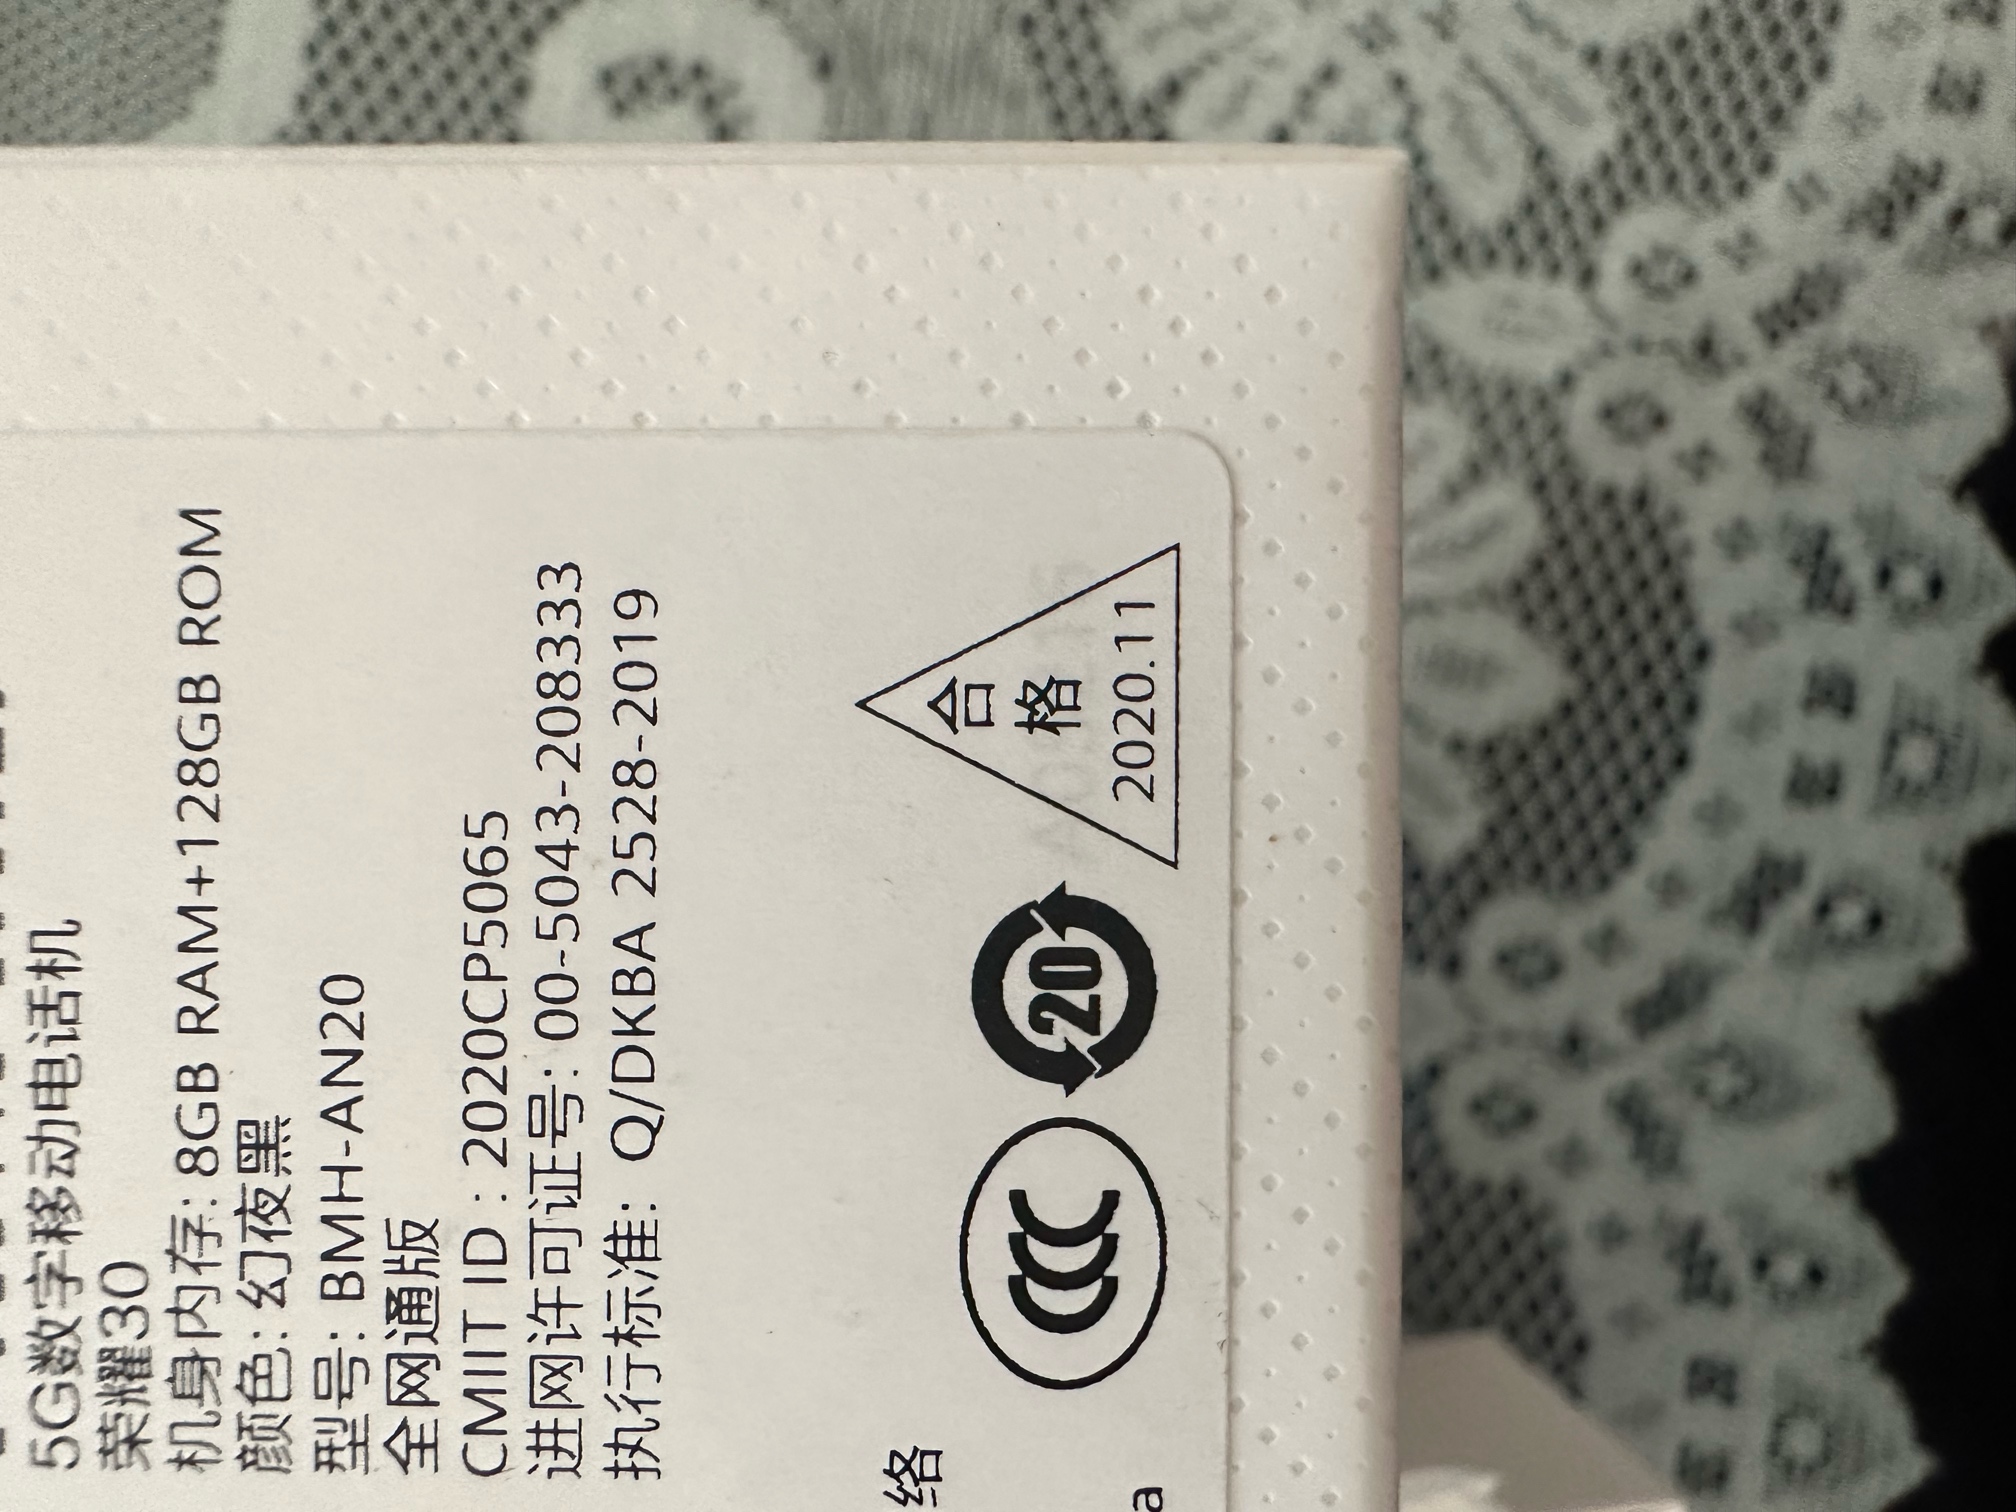 5G数字移动电话机
荣耀30
机身内存: 8GB RAM+128GB ROM
颜色: 幻夜黑
型号: BMH-AN20
全网通版
CMIIT ID : 2020CP5065
进网许可证号: 00-5043-208333
执行标准: Q/DKBA 2528-2019
络
a
CCC
20
合
格
2020.11